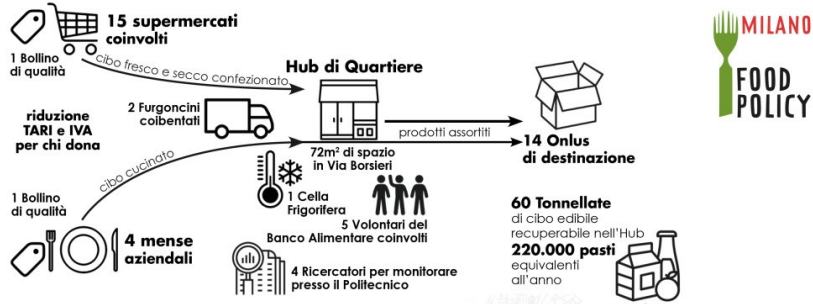 15 supermercati
coinvolti
1 Bollino
di qualità
cibo fresco e secco confezionato
Hub di Quartiere
MILANO
FOOD
POLICY
riduzione
TARI e IVA
per chi dona
2 Furgoncini
coibentati
prodotti assortiti
14 Onlus
di destinazione
72m² di spazio
in Via Borsieri
cibo cucinato
1 Cella
Frigorifera
1 Bollino
di qualità
4 mense
aziendali
5 Volontari del
Banco Alimentare coinvolti
4 Ricercatori per monitorare
presso il Politecnico
60 Tonnellate
di cibo edibile
recuperabile nell'Hub
220.000 pasti
equivalenti
all'anno